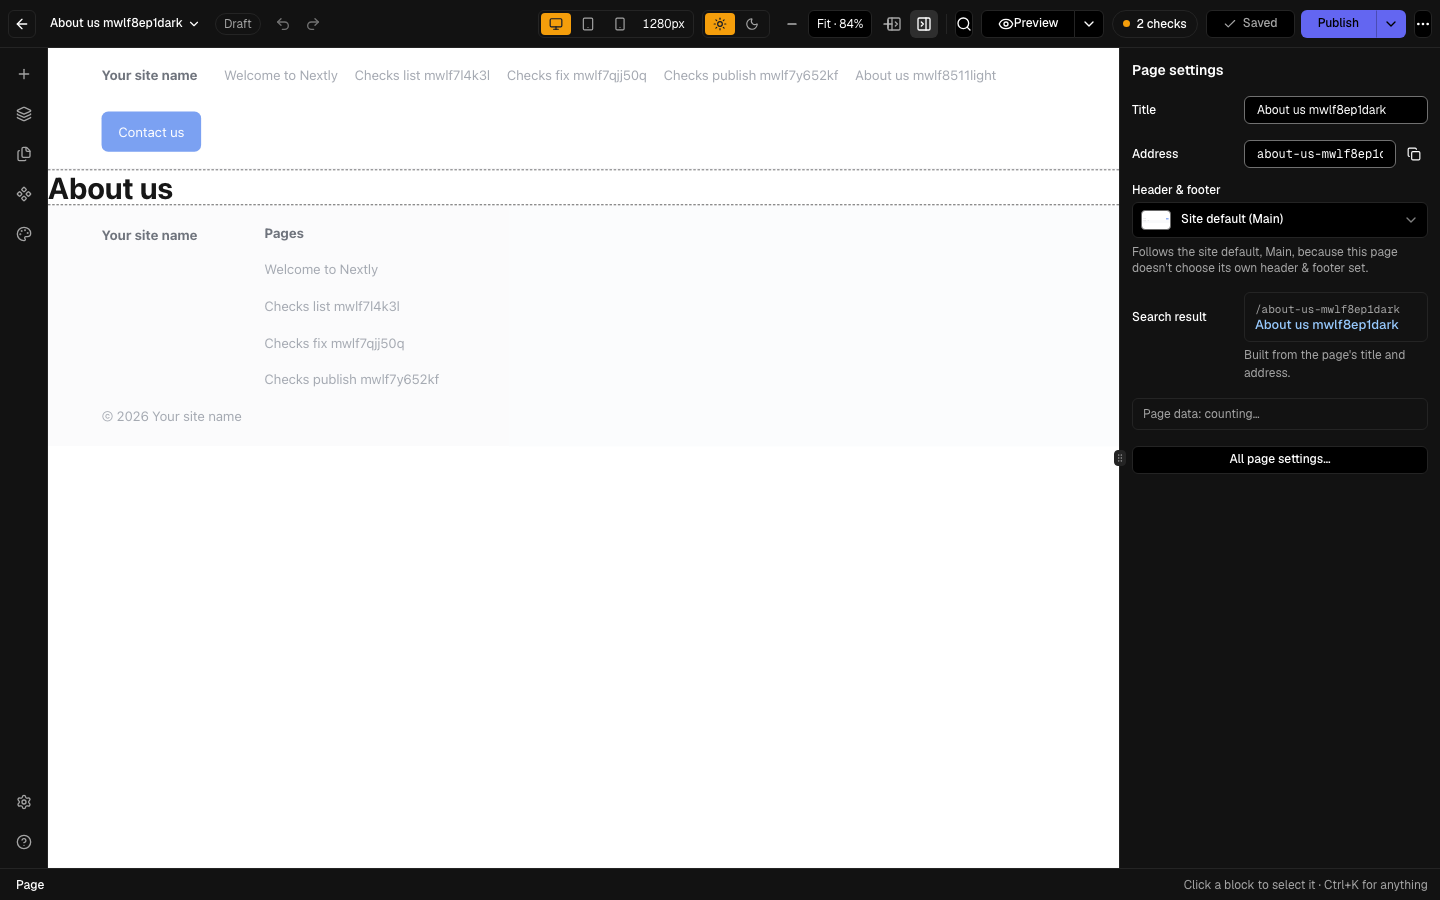 About us mwlf8ep1dark
Draft
1280px
Fit · 84%
Preview
2 checks
Saved
Publish
Your site name
Welcome to Nextly
Checks list mwlf7l4k3l
Checks fix mwlf7qjj50q
Checks publish mwlf7y652kf
About us mwlf8511light
Contact us
About us
Your site name
Pages
Welcome to Nextly
Checks list mwlf7l4k3l
Checks fix mwlf7qjj50q
Checks publish mwlf7y652kf
© 2026 Your site name
Page settings
Title
About us mwlf8ep1dark
Address
about-us-mwlf8ep1d
Header & footer
Site default (Main)
Follows the site default, Main, because this page
doesn't choose its own header & footer set.
Search result
/about-us-mwlf8ep1dark
About us mwlf8ep1dark
Built from the page's title and
address.
Page data: counting…
All page settings…
Page
Click a block to select it · Ctrl+K for anything